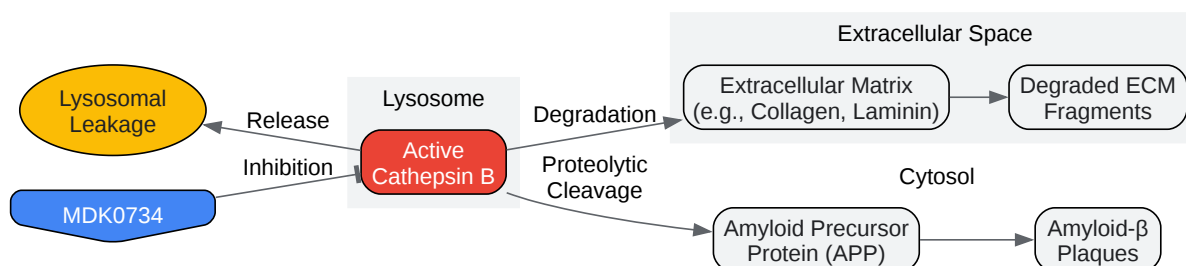 Extracellular Space
Lysosomal
Leakage
Lysosome
Extracellular Matrix
(e.g., Collagen, Laminin)
Degraded ECM
Fragments
Release
Degradation
Inhibition
Active
Cathepsin B
Proteolytic
Cleavage
Cytosol
MDK0734
Amyloid Precursor
Protein (APP)
Amyloid-β
Plaques